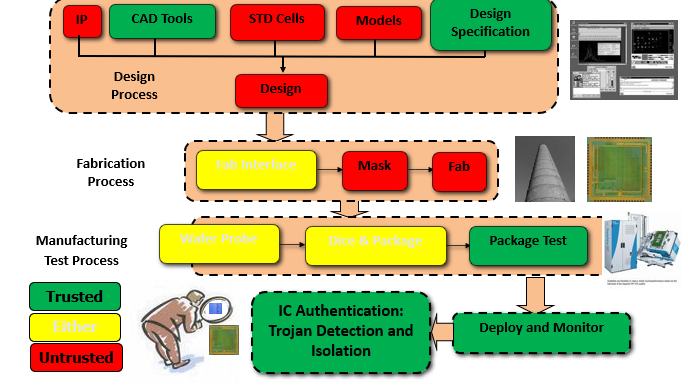 IP
CAD Tools
STD Cells
Models
Design
Specification
Design
Process
Design
Fabrication
Process
Fab Interface
Mask
Fab
Manufacturing
Test Process
Wafer Probe
Dice & Package
Package Test
Trusted
Either
Untrusted
IC Authentication:
Trojan Detection and
Isolation
Deploy and Monitor